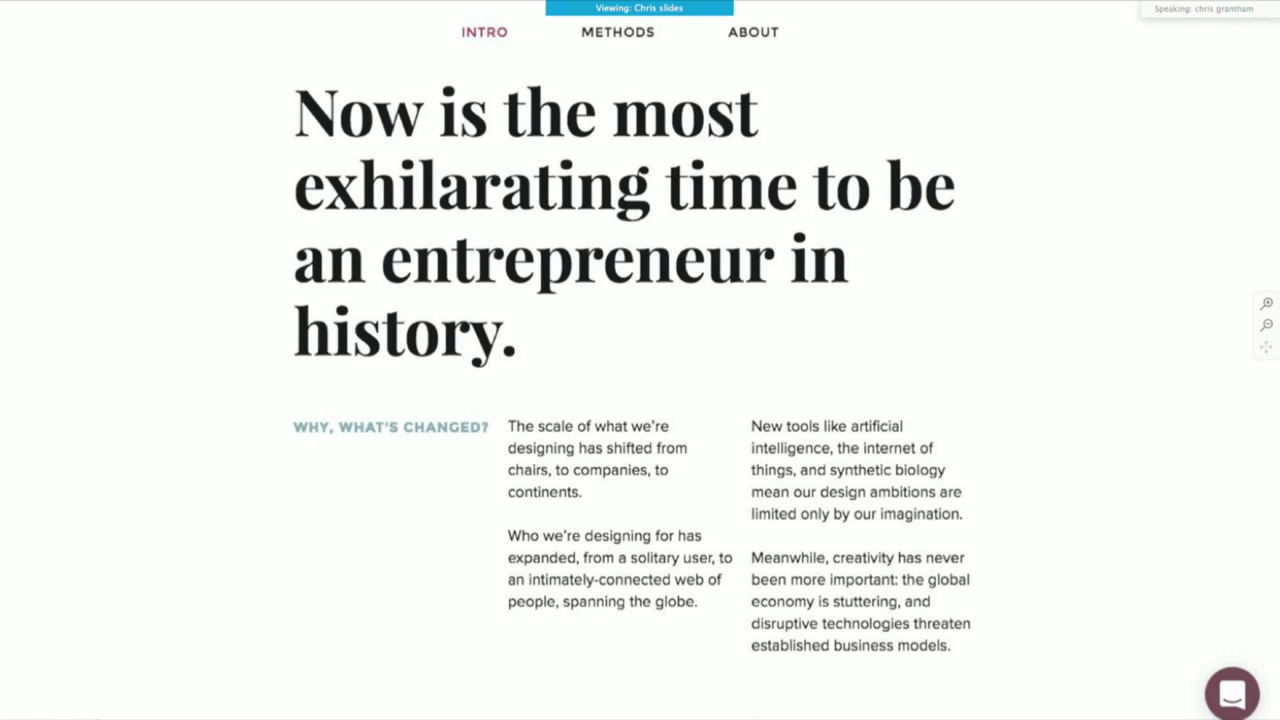 Viewing: Chris slides
Speaking: chris grantham
INTRO
METHODS
ABOUT
Now is the most
exhilarating time to be
an entrepreneur in
history.
WHY, WHAT'S CHANGED?
The scale of what we're
designing has shifted from
chairs, to companies, to
continents.
Who we're designing for has
expanded, from a solitary user, to
an intimately-connected web of
people, spanning the globe.
New tools like artificial
intelligence, the internet of
things, and synthetic biology
mean our design ambitions are
limited only by our imagination.
Meanwhile, creativity has never
been more important: the global
economy is stuttering, and
disruptive technologies threaten
established business models.